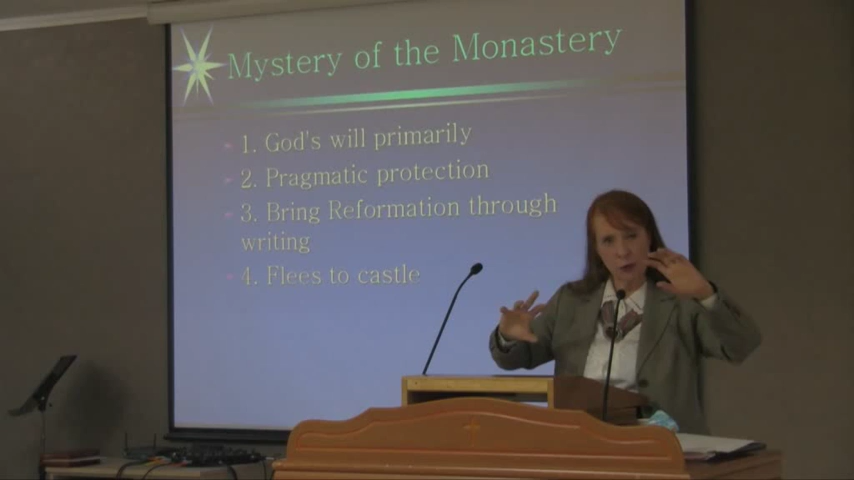 Mystery of the Monastery
1. God's will primarily
2. Pragmatic protection
3. Bring Reformation through
writing
4. Flees to castle